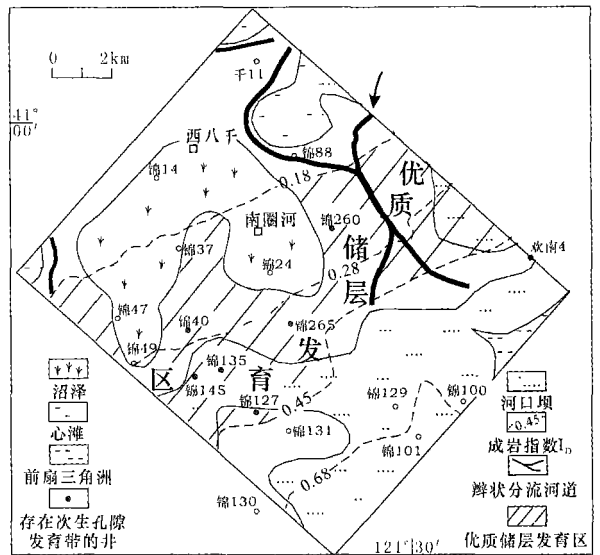 0 2km
千11
41°
00′
西八千
锦14
锦88
0.18
优质
锦37
南圈河
锦260
储层
欢南4
锦24
0.28
锦47
锦40
锦265
发
锦49
锦135
区
育
锦145
锦127
0.45
锦129
锦100
锦131
锦101
0.68
锦130
121°30′
沼泽
心滩
前扇三角洲
存在次生孔隙
发育带的井
河口坝
0.45
成岩指数ID
辫状分流河道
优质储层发育区